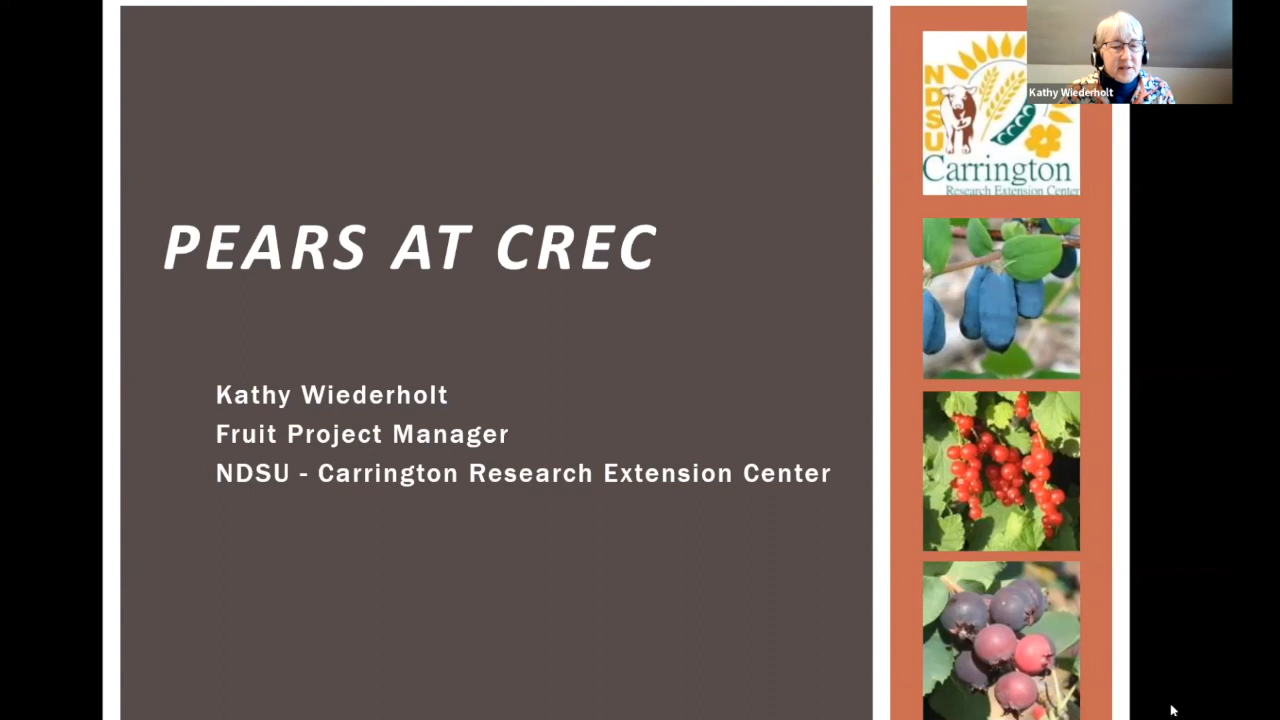 PEARS AT CREC
Kathy Wiederholt
Fruit Project Manager
NDSU - Carrington Research Extension Center
NDSU
Carrington
Research Extension Center
Kathy Wiederholt